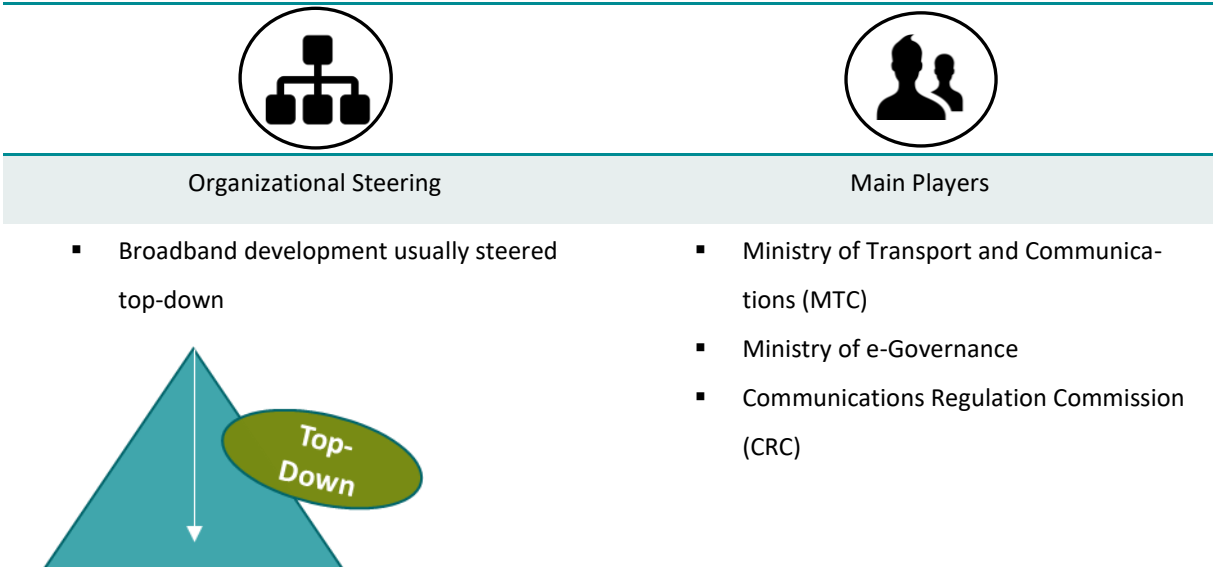 Organizational Steering
Main Players
▪ Broadband development usually steered
top-down
Top-
Down
▪ Ministry of Transport and Communica-
tions (MTC)
▪ Ministry of e-Governance
▪ Communications Regulation Commission
(CRC)